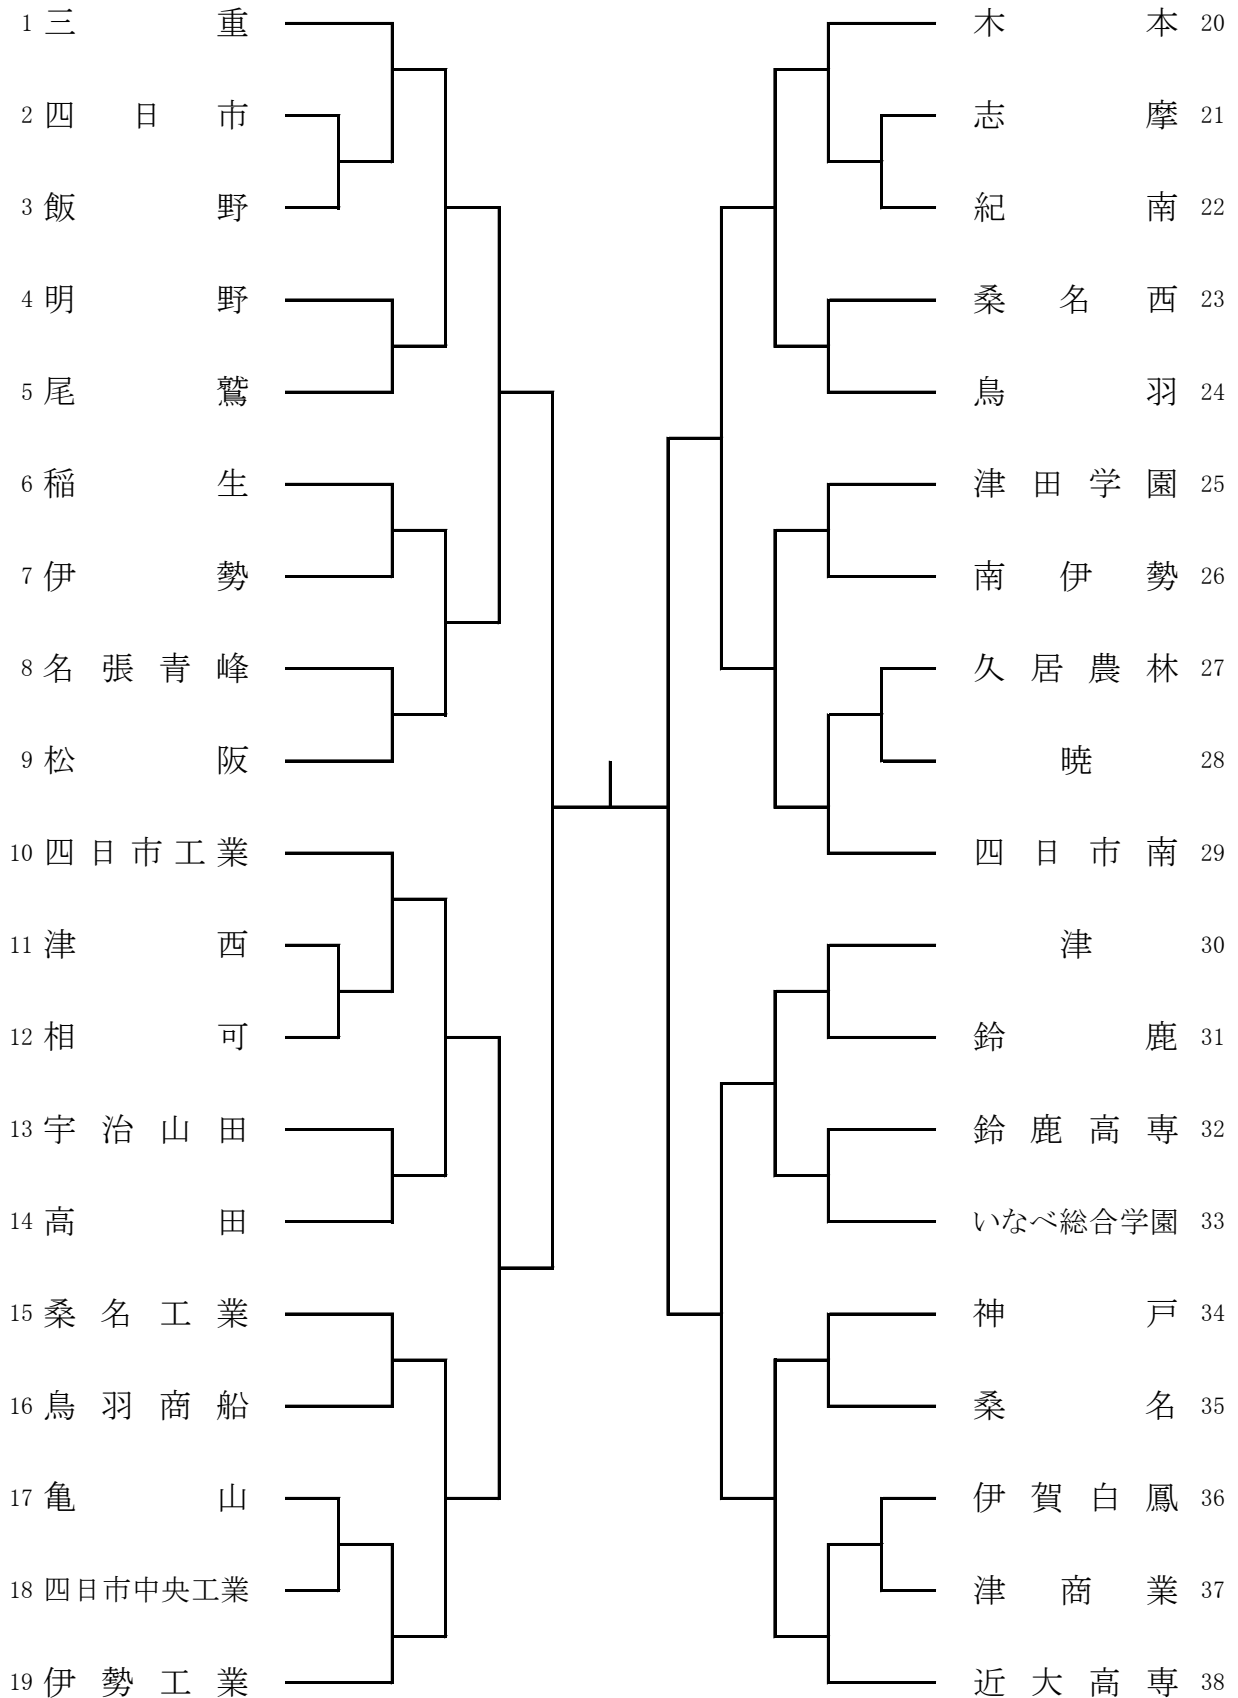 1 三重
2 四日市
3 飯野
4 明野
5 尾鷲
6 稲生
7 伊勢
8 名張青峰
9 松阪
10 四日市工業
11 津西
12 相可
13 宇治山田
14 高田
15 桑名工業
16 鳥羽商船
17 亀山
18 四日市中央工業
19 伊勢工業
木本 20
志摩 21
紀南 22
桑名西 23
鳥羽 24
津田学園 25
南伊勢 26
久居農林 27
暁 28
四日市南 29
津 30
鈴鹿 31
鈴鹿高専 32
いなべ総合学園 33
神戸 34
桑名 35
伊賀白鳳 36
津商業 37
近大高専 38